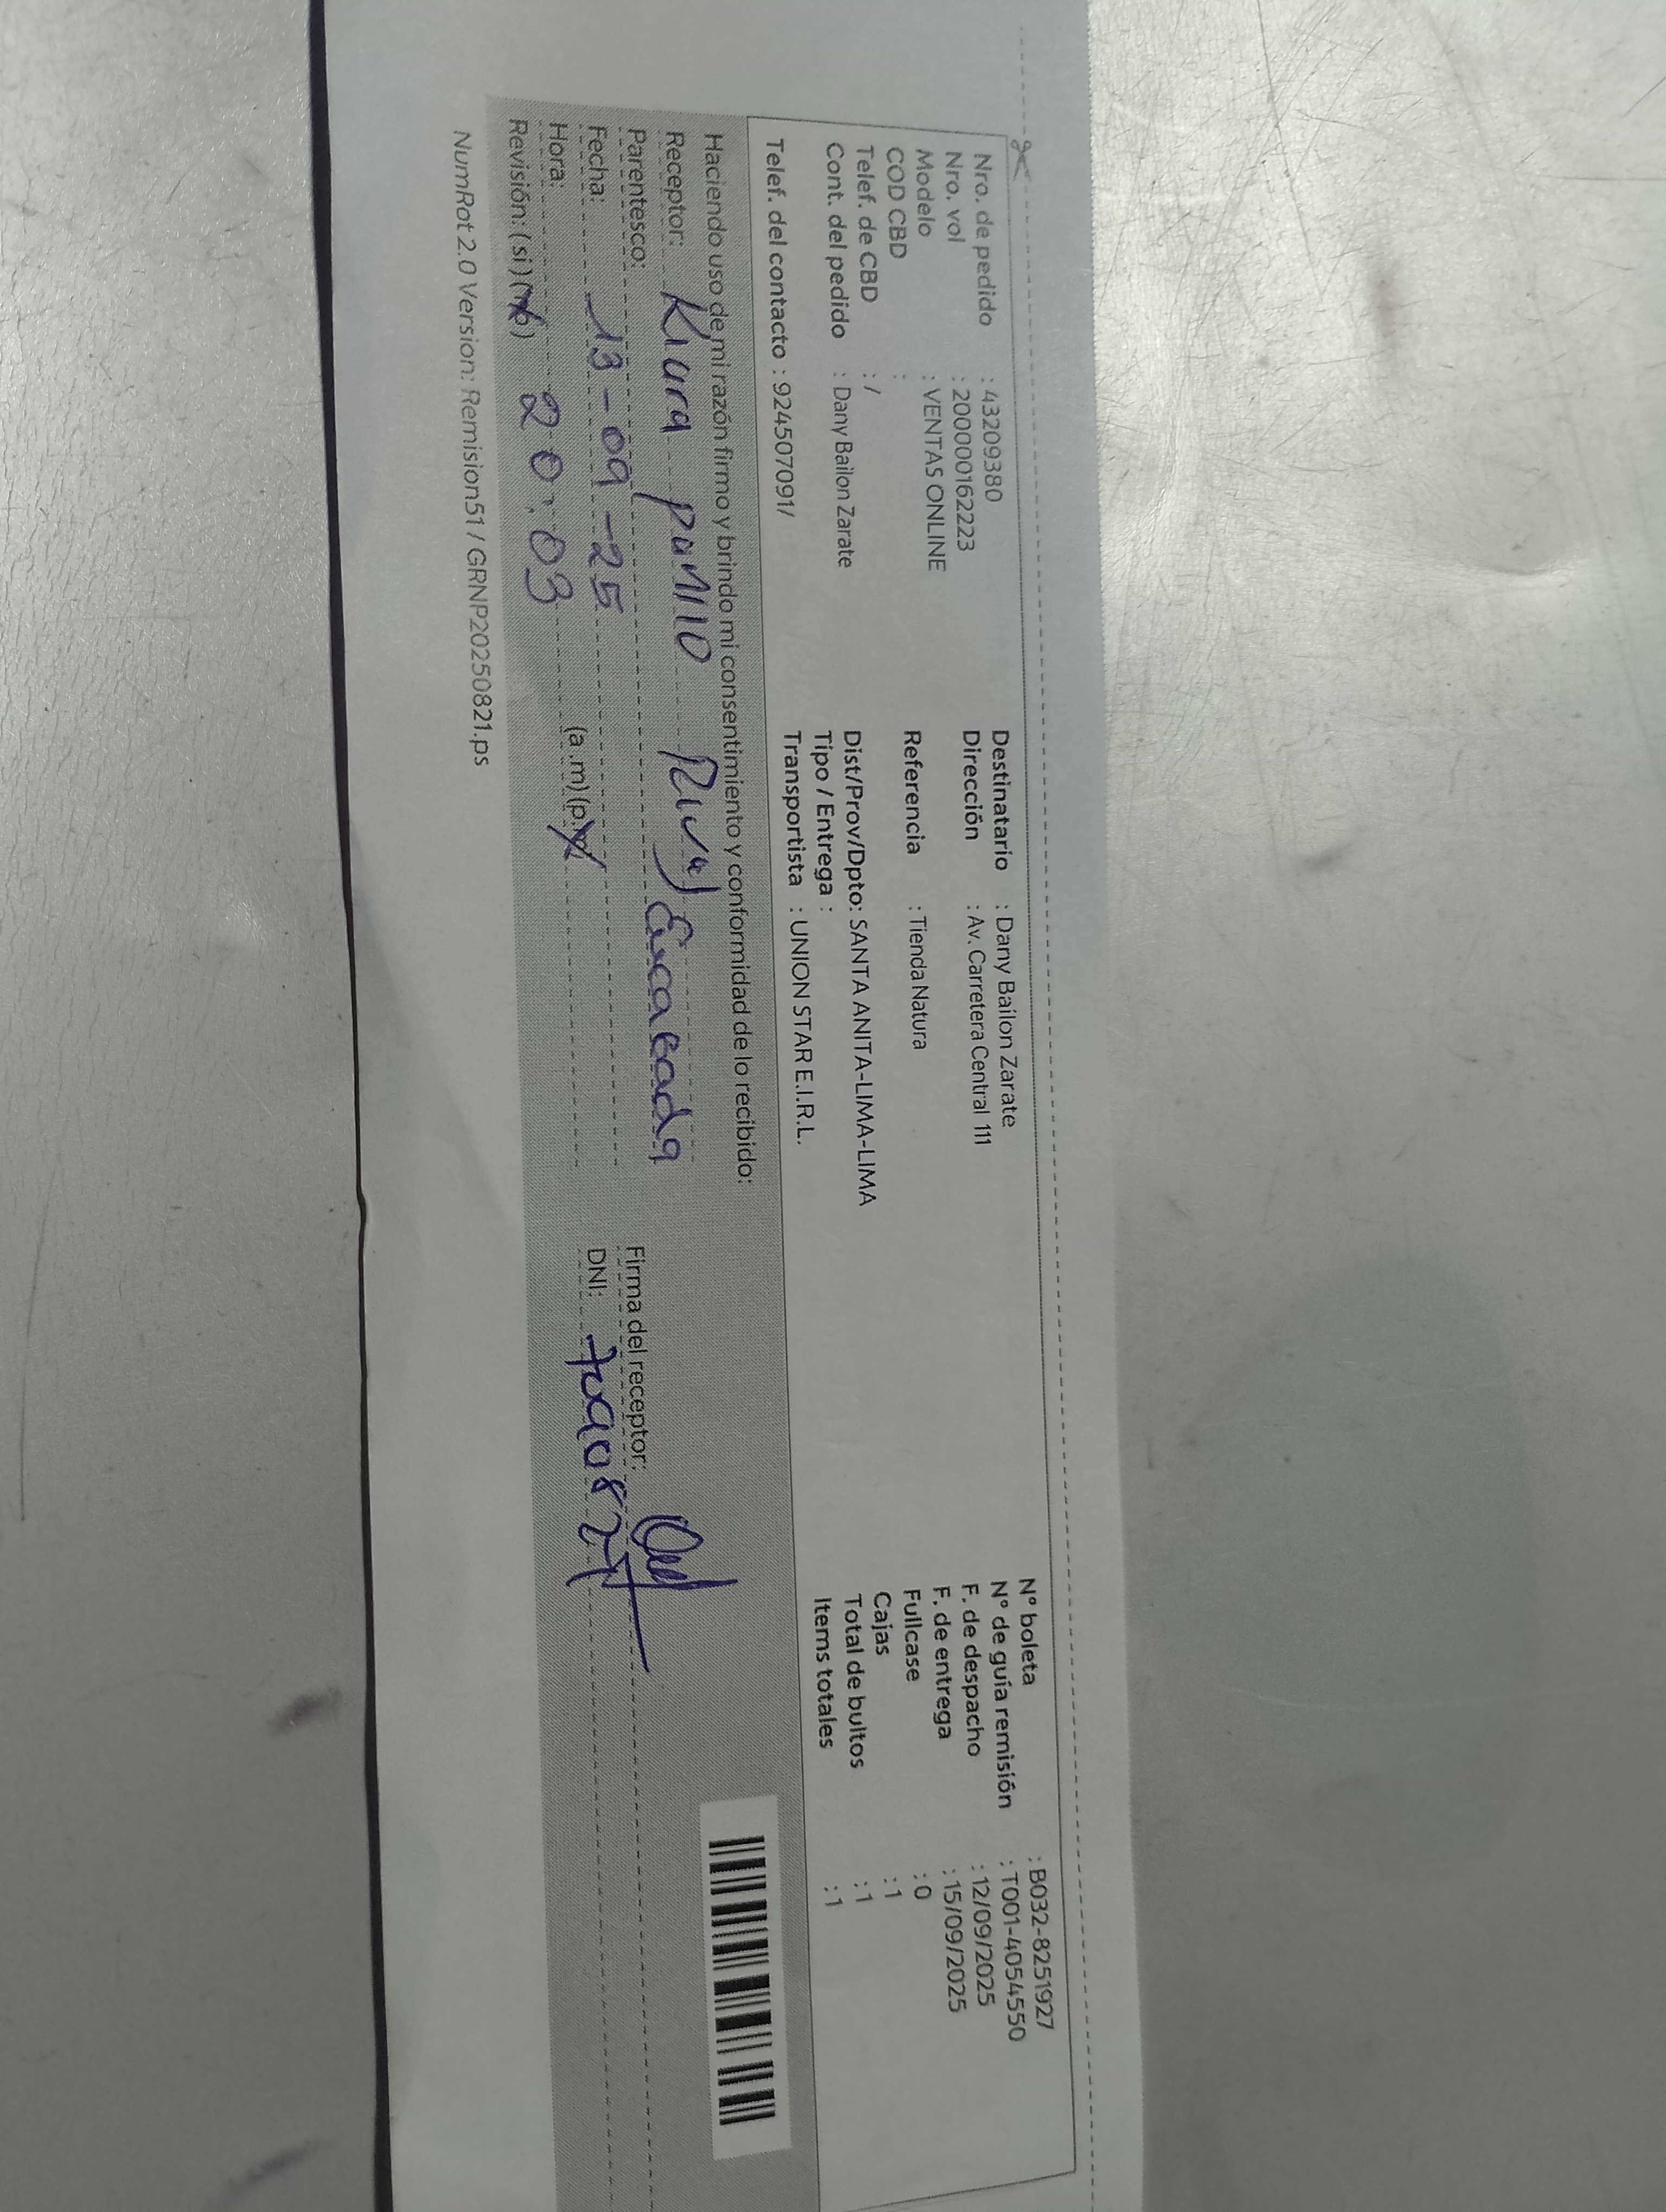 Nro. de pedido : 43209380
Nro. vol : 200000162223
Modelo : VENTAS ONLINE
COD CBD :
Telef. de CBD : /
Cont. del pedido : Dany Bailon Zarate
Telef. del contacto : 924507091/
Destinatario : Dany Bailon Zarate
Dirección : Av. Carretera Central 111
Referencia : Tienda Natura
Dist/Prov/Dpto: SANTA ANITA-LIMA-LIMA
Tipo / Entrega :
Transportista : UNION STAR E.I.R.L.
N° boleta : B032-8251927
N° de guía remisión : T001-4054550
F. de despacho : 12/09/2025
F. de entrega : 15/09/2025
Fullcase : 0
Cajas : 1
Total de bultos : 1
Items totales : 1
Haciendo uso de mi razón firmo y brindo mi consentimiento y conformidad de lo recibido:
Receptor: Kiara
Parentesco:
Fecha: 13-09-25
Hora: 20:03 (a.m)(p.m)
Revisión: (si)(no)
Firma del receptor:
DNI:
NumRot 2.0 Version: Remision51 / GRNP20250821.ps